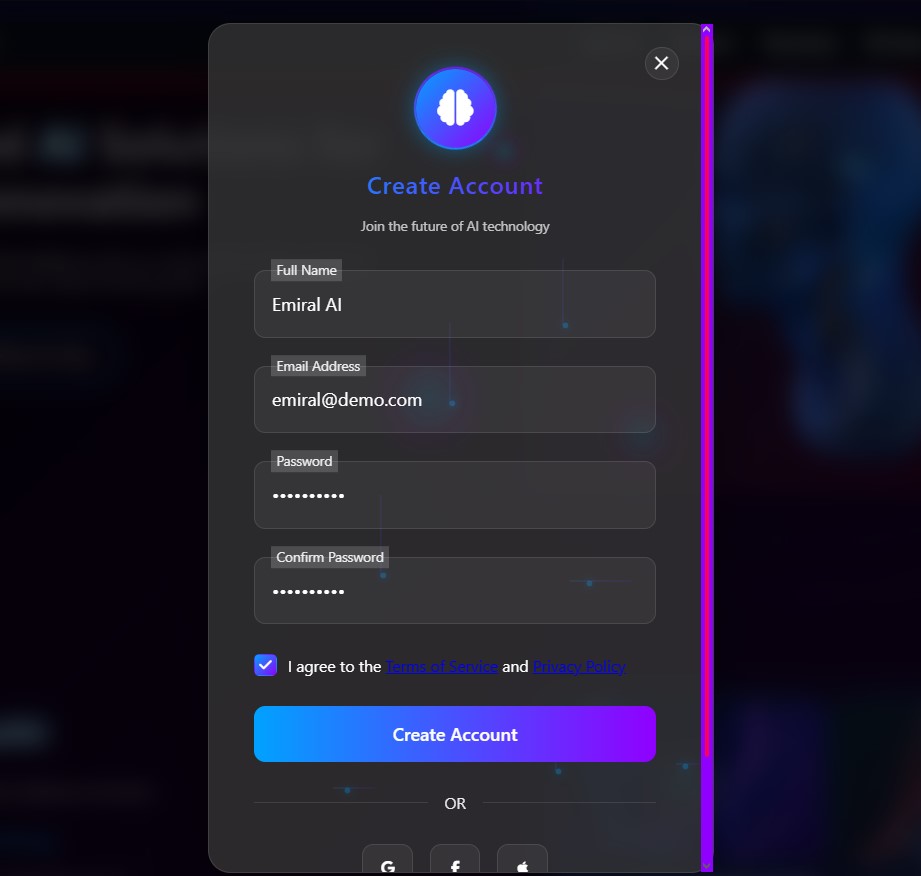 Create Account
Join the future of AI technology
Full Name
Emiral AI
Email Address
emiral@demo.com
Password
••••••••••
Confirm Password
••••••••••
I agree to the Terms of Service and Privacy Policy
Create Account
OR